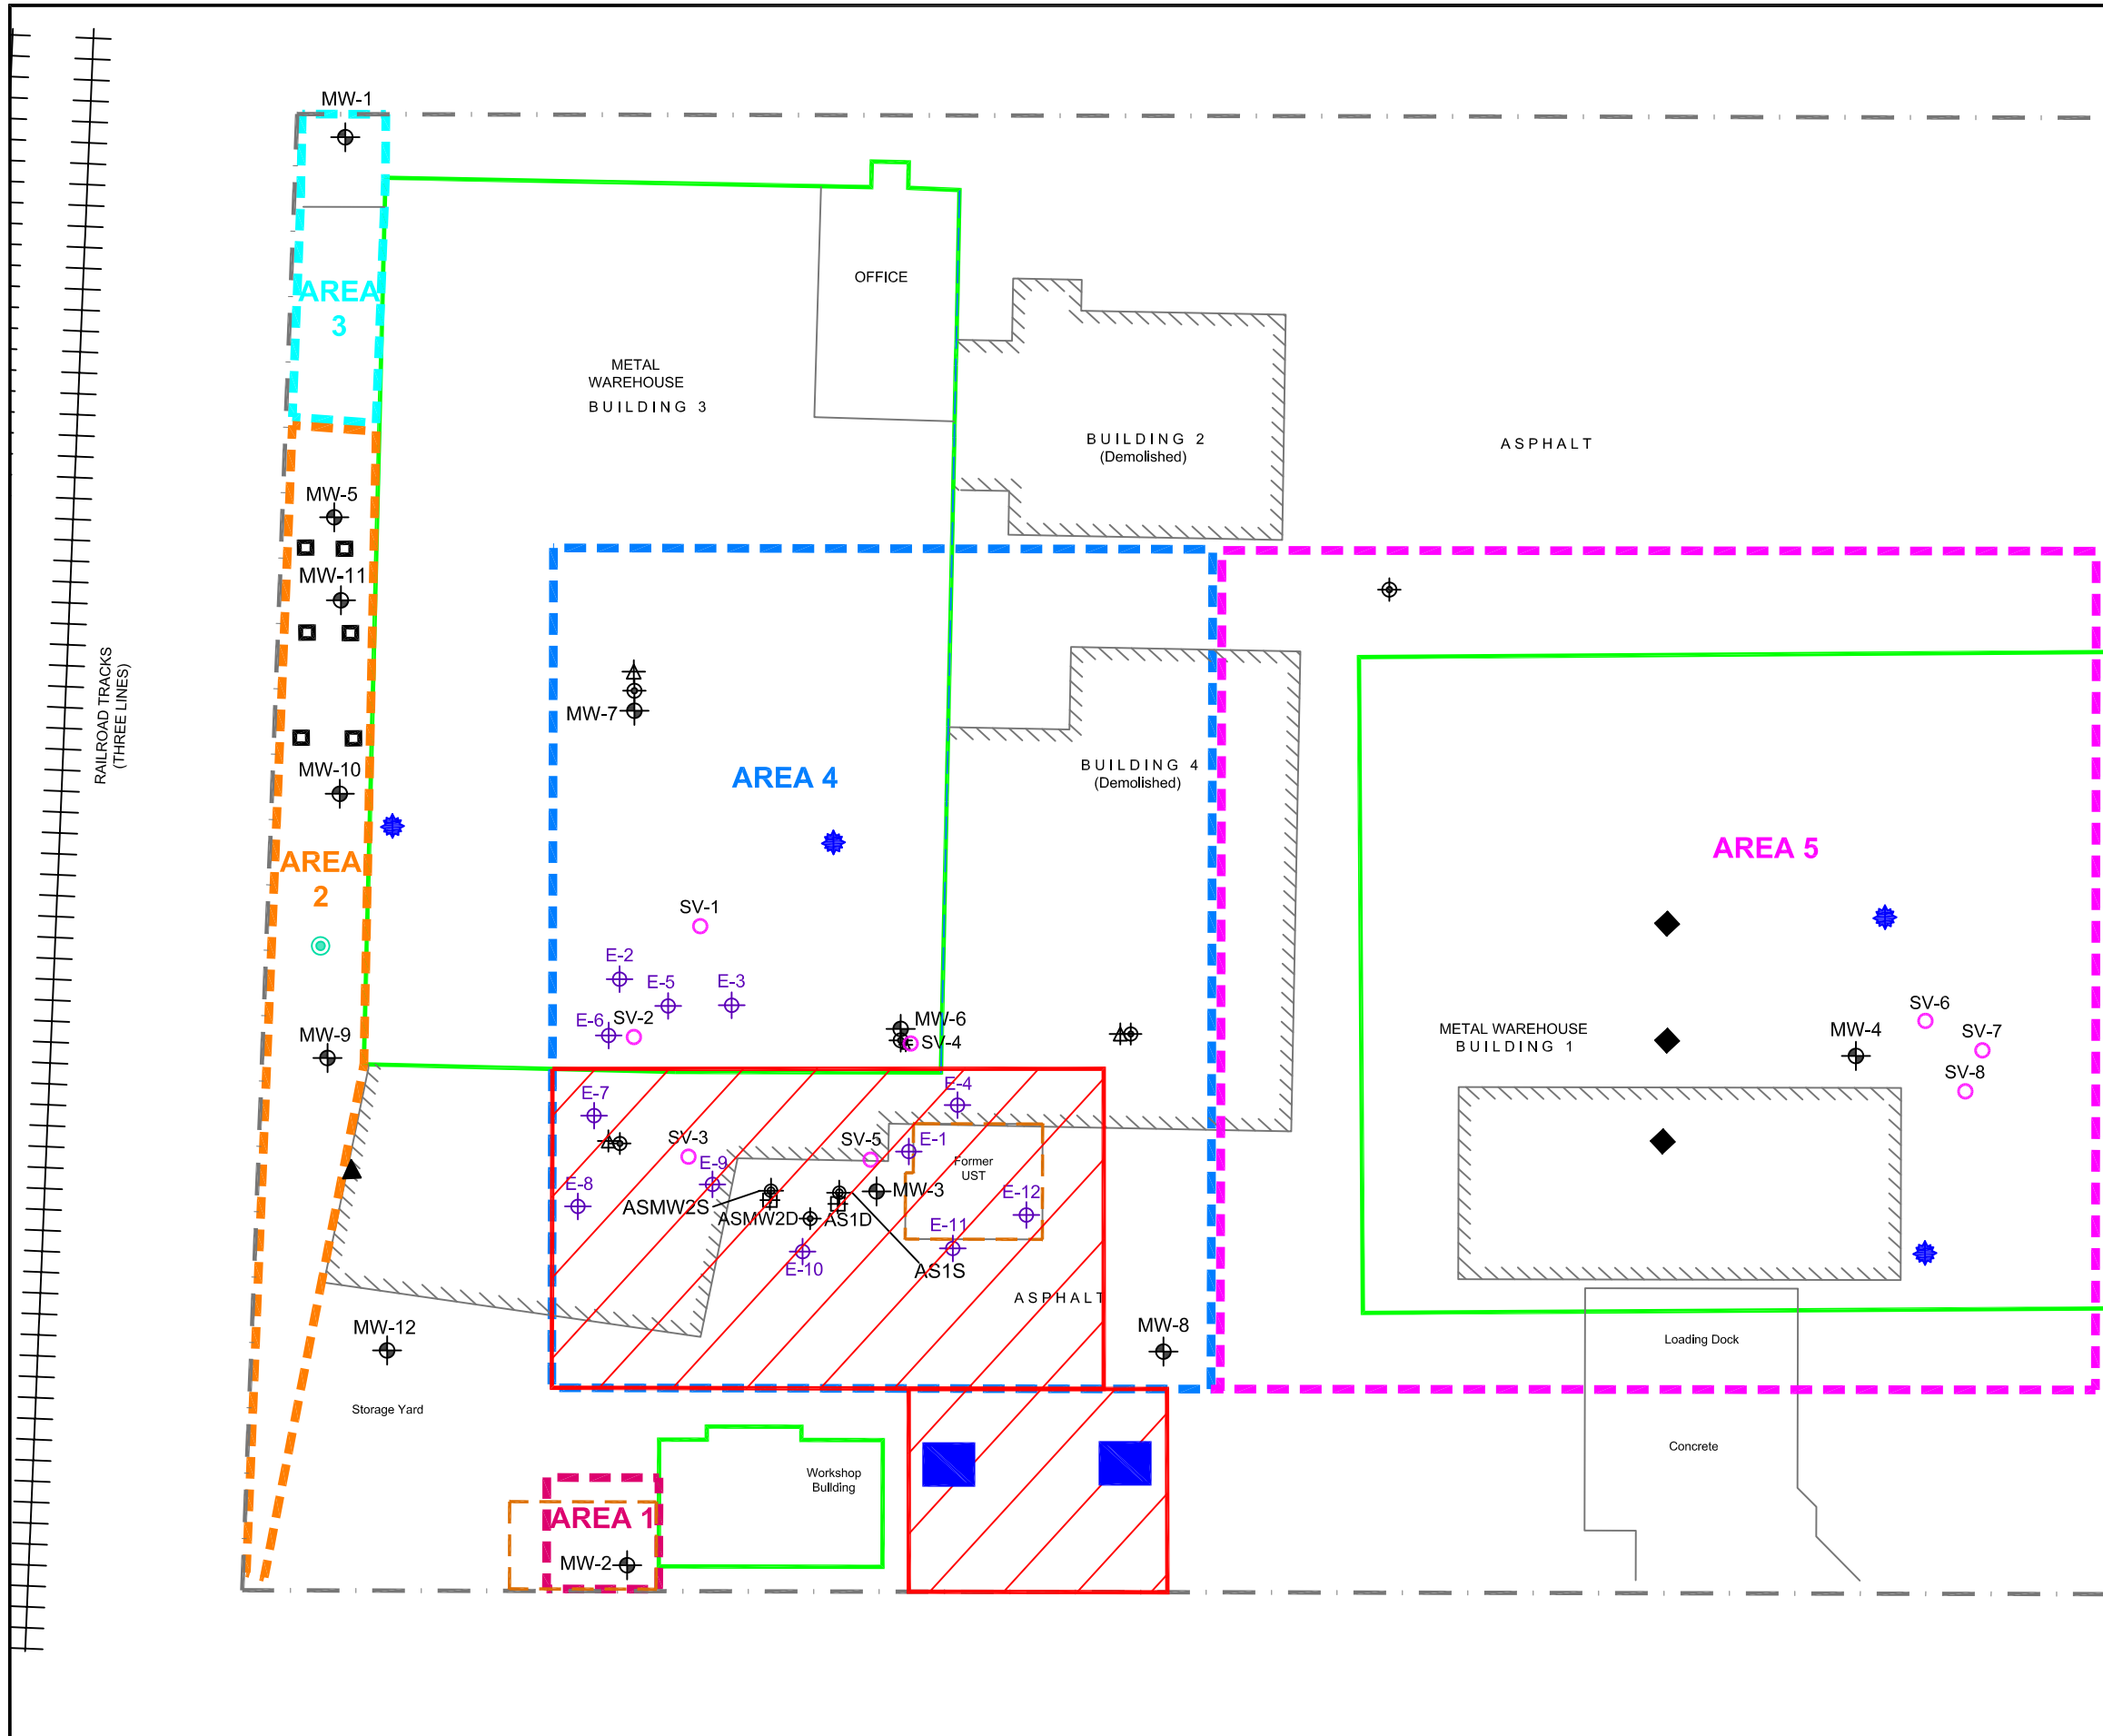 MW-1
AREA
3
OFFICE
METAL
WAREHOUSE
BUILDING 3
BUILDING 2
(Demolished)
ASPHALT
MW-5
MW-11
RAILROAD TRACKS
(THREE LINES)
MW-7
MW-10
AREA 4
BUILDING 4
(Demolished)
AREA
2
AREA 5
SV-1
E-2
E-5
E-3
E-6
SV-2
MW-6
SV-4
MW-9
METAL WAREHOUSE
BUILDING 1
MW-4
SV-6
SV-7
SV-8
E-7
E-4
SV-3
SV-5
E-1
E-9
Former
UST
E-8
ASMW2S
ASMW2D
AS1D
MW-3
E-12
E-11
E-10
AS1S
ASPHALT
MW-12
MW-8
Storage Yard
Loading Dock
Concrete
Workshop
Building
AREA 1
MW-2